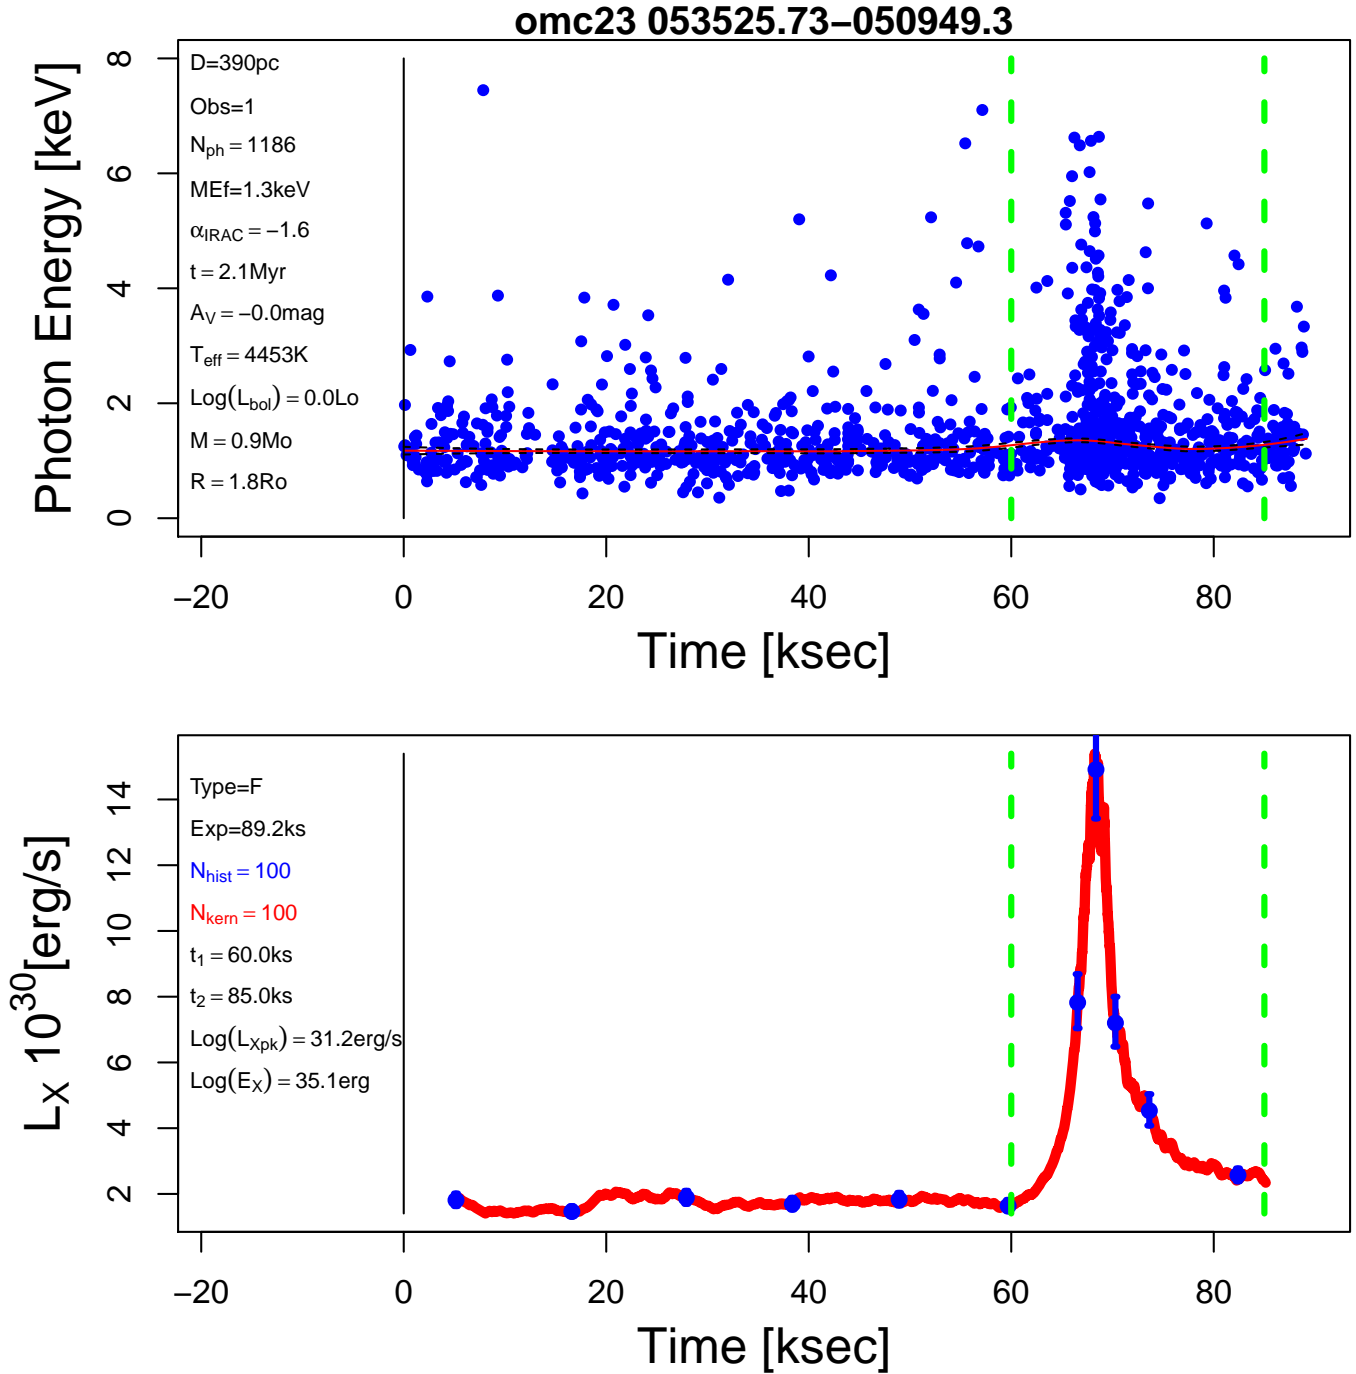 omc23 053525.73−050949.3
Photon Energy [keV]
8
6
4
2
0
D=390pc
Obs=1
Nph = 1186
MEf=1.3keV
αIRAC = −1.6
t = 2.1Myr
AV = −0.0mag
Teff = 4453K
Log(Lbol) = 0.0Lo
M = 0.9Mo
R = 1.8Ro
−20 0 20 40 60 80
Time [ksec]
LX 10^30[erg/s]
14
12
10
8
6
4
2
Type=F
Exp=89.2ks
Nhist = 100
Nkern = 100
t1 = 60.0ks
t2 = 85.0ks
Log(LXpk) = 31.2erg/s
Log(EX) = 35.1erg
−20 0 20 40 60 80
Time [ksec]